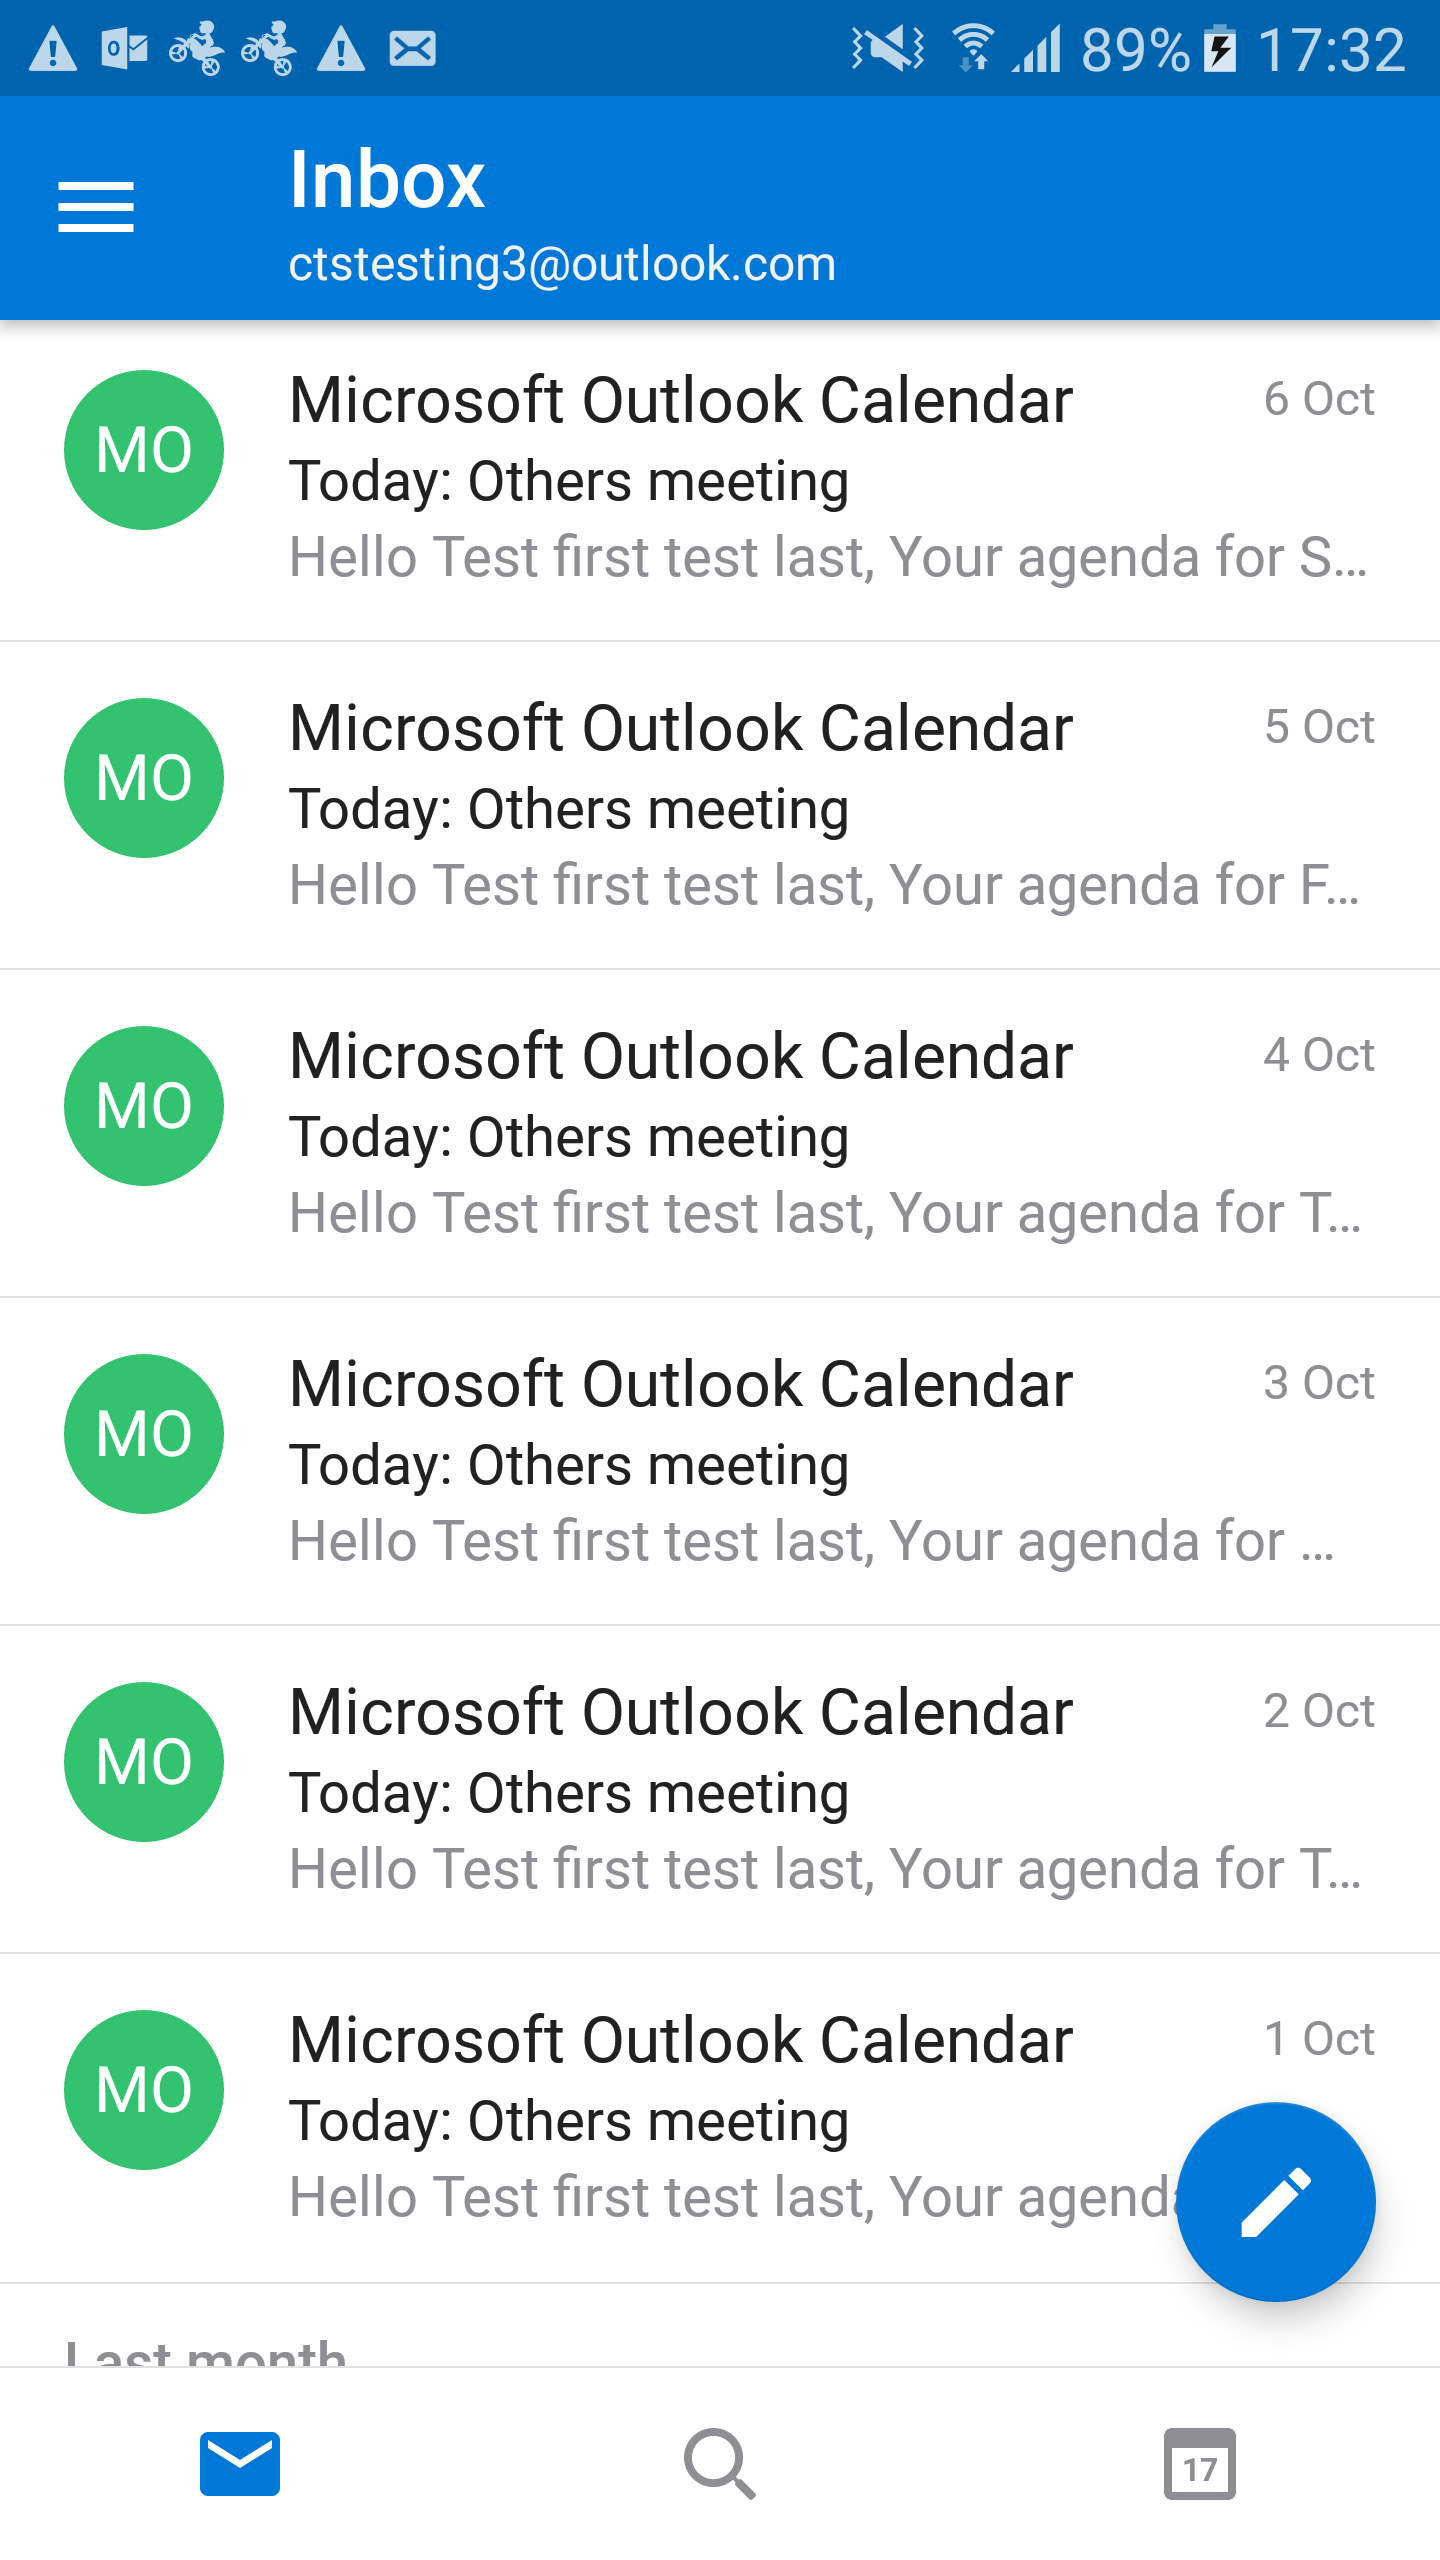 89% 17:32
Inbox
ctstesting3@outlook.com
MO Microsoft Outlook Calendar 6 Oct
Today: Others meeting
Hello Test first test last, Your agenda for S...
MO Microsoft Outlook Calendar 5 Oct
Today: Others meeting
Hello Test first test last, Your agenda for F...
MO Microsoft Outlook Calendar 4 Oct
Today: Others meeting
Hello Test first test last, Your agenda for T...
MO Microsoft Outlook Calendar 3 Oct
Today: Others meeting
Hello Test first test last, Your agenda for ...
MO Microsoft Outlook Calendar 2 Oct
Today: Others meeting
Hello Test first test last, Your agenda for T...
MO Microsoft Outlook Calendar 1 Oct
Today: Others meeting
Hello Test first test last, Your agenda
Last month
17